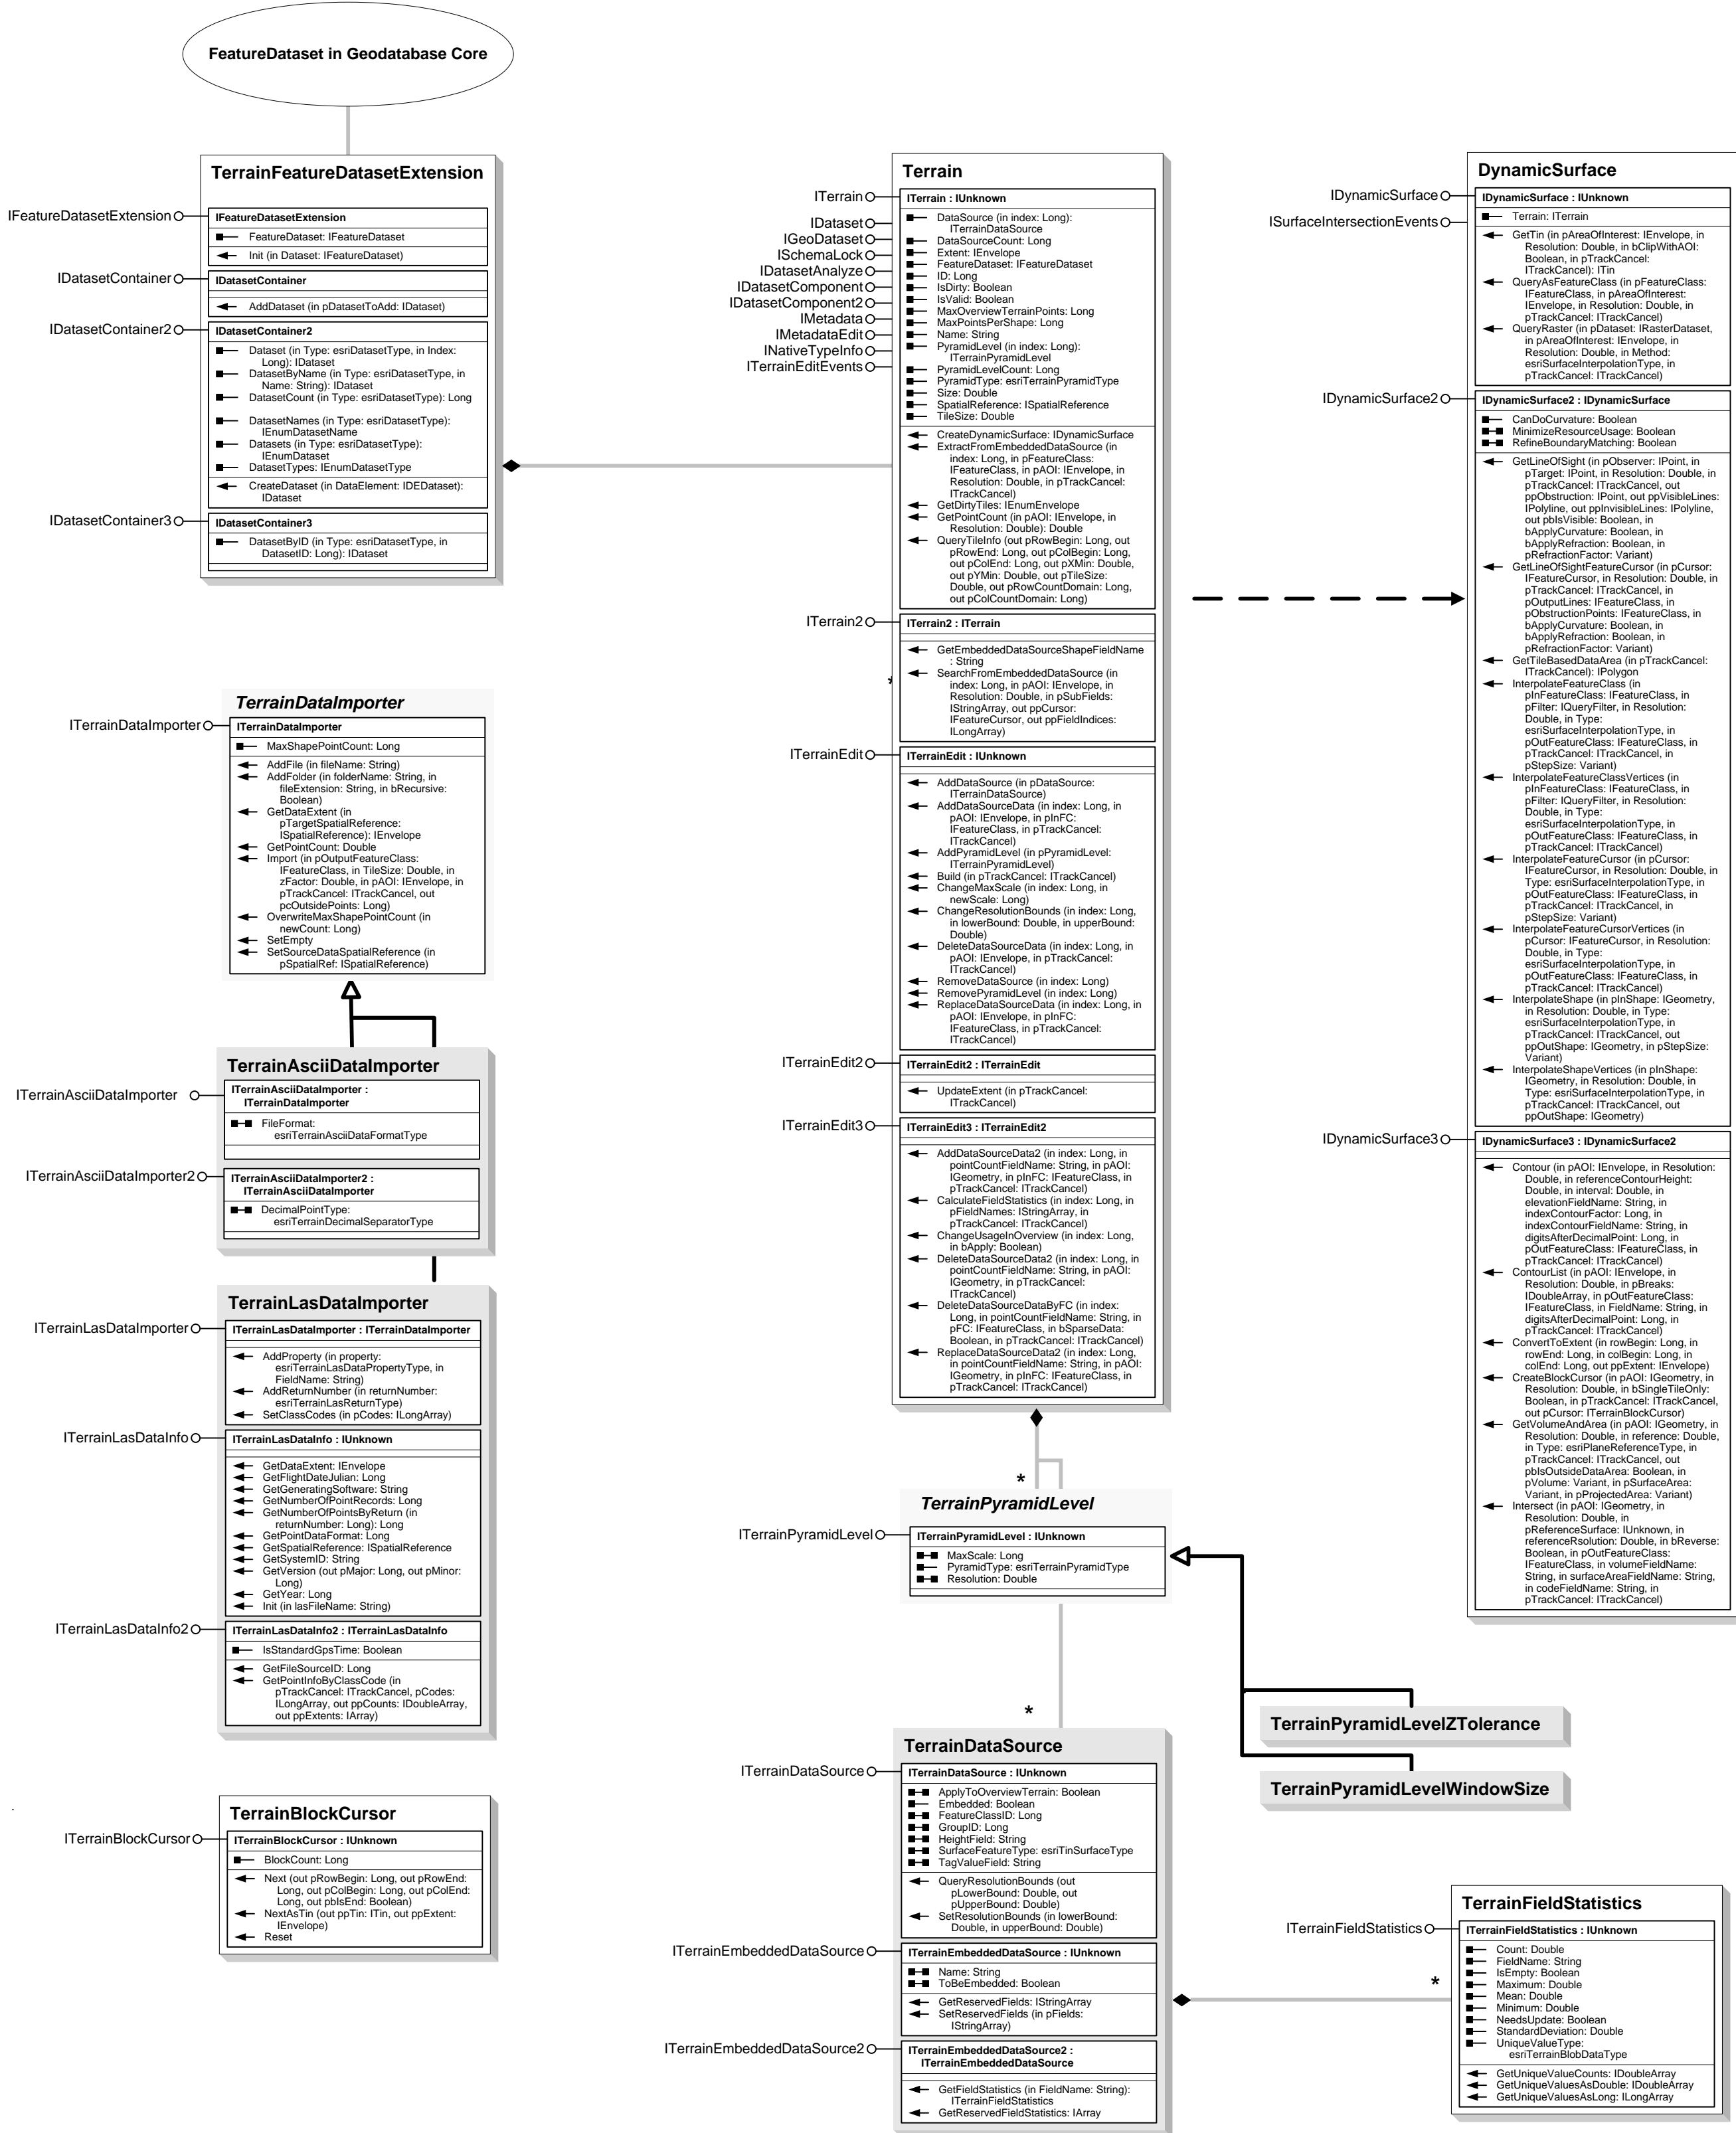 FeatureDataset in Geodatabase Core
TerrainFeatureDatasetExtension
IFeatureDatasetExtension
IFeatureDatasetExtension
FeatureDataset: IFeatureDataset
Init (in Dataset: IFeatureDataset)
IDatasetContainer
IDatasetContainer
AddDataset (in pDatasetToAdd: IDataset)
IDatasetContainer2
IDatasetContainer2
Dataset (in Type: esriDatasetType, in Index:
Long): IDataset
DatasetByName (in Type: esriDatasetType, in
Name: String): IDataset
DatasetCount (in Type: esriDatasetType): Long
DatasetNames (in Type: esriDatasetType):
IEnumDatasetName
Datasets (in Type: esriDatasetType):
IEnumDataset
DatasetTypes: IEnumDatasetType
CreateDataset (in DataElement: IDEDataset):
IDataset
IDatasetContainer3
IDatasetContainer3
DatasetByID (in Type: esriDatasetType, in
DatasetID: Long): IDataset
TerrainDataImporter
ITerrainDataImporter
ITerrainDataImporter
MaxShapePointCount: Long
AddFile (in fileName: String)
AddFolder (in folderName: String, in
fileExtension: String, in bRecursive:
Boolean)
GetDataExtent (in
pTargetSpatialReference:
ISpatialReference): IEnvelope
GetPointCount: Double
Import (in pOutputFeatureClass:
IFeatureClass, in TileSize: Double, in
zFactor: Double, in pAOI: IEnvelope, in
pTrackCancel: ITrackCancel, out
pcOutsidePoints: Long)
OverwriteMaxShapePointCount (in
newCount: Long)
SetEmpty
SetSourceDataSpatialReference (in
pSpatialRef: ISpatialReference)
TerrainAsciiDataImporter
ITerrainAsciiDataImporter
ITerrainAsciiDataImporter :
ITerrainDataImporter
FileFormat:
esriTerrainAsciiDataFormatType
ITerrainAsciiDataImporter2
ITerrainAsciiDataImporter2 :
ITerrainAsciiDataImporter
DecimalPointType:
esriTerrainDecimalSeparatorType
TerrainLasDataImporter
ITerrainLasDataImporter
ITerrainLasDataImporter : ITerrainDataImporter
AddProperty (in property:
esriTerrainLasDataPropertyType, in
FieldName: String)
AddReturnNumber (in returnNumber:
esriTerrainLasReturnType)
SetClassCodes (in pCodes: ILongArray)
ITerrainLasDataInfo
ITerrainLasDataInfo : IUnknown
GetDataExtent: IEnvelope
GetFlightDateJulian: Long
GetGeneratingSoftware: String
GetNumberOfPointRecords: Long
GetNumberOfPointsByReturn (in
returnNumber: Long): Long
GetPointDataFormat: Long
GetSpatialReference: ISpatialReference
GetSystemID: String
GetVersion (out pMajor: Long, out pMinor:
Long)
GetYear: Long
Init (in lasFileName: String)
ITerrainLasDataInfo2
ITerrainLasDataInfo2 : ITerrainLasDataInfo
IsStandardGpsTime: Boolean
GetFileSourceID: Long
GetPointInfoByClassCode (in
pTrackCancel: ITrackCancel, pCodes:
ILongArray, out ppCounts: IDoubleArray,
out ppExtents: IArray)
TerrainBlockCursor
ITerrainBlockCursor
ITerrainBlockCursor : IUnknown
BlockCount: Long
Next (out pRowBegin: Long, out pRowEnd:
Long, out pColBegin: Long, out pColEnd:
Long, out pbIsEnd: Boolean)
NextAsTin (out ppTin: ITin, out ppExtent:
IEnvelope)
Reset
Terrain
ITerrain
IDataset
IGeoDataset
ISchemaLock
IDatasetAnalyze
IDatasetComponent
IDatasetComponent2
IMetadata
IMetadataEdit
INativeTypeInfo
ITerrainEditEvents
ITerrain : IUnknown
DataSource (in index: Long):
ITerrainDataSource
DataSourceCount: Long
Extent: IEnvelope
FeatureDataset: IFeatureDataset
ID: Long
IsDirty: Boolean
IsValid: Boolean
MaxOverviewTerrainPoints: Long
MaxPointsPerShape: Long
Name: String
PyramidLevel (in index: Long):
ITerrainPyramidLevel
PyramidLevelCount: Long
PyramidType: esriTerrainPyramidType
Size: Double
SpatialReference: ISpatialReference
TileSize: Double
CreateDynamicSurface: IDynamicSurface
ExtractFromEmbeddedDataSource (in
index: Long, in pFeatureClass:
IFeatureClass, in pAOI: IEnvelope, in
Resolution: Double, in pTrackCancel:
ITrackCancel)
GetDirtyTiles: IEnumEnvelope
GetPointCount (in pAOI: IEnvelope, in
Resolution: Double): Double
QueryTileInfo (out pRowBegin: Long, out
pRowEnd: Long, out pColBegin: Long,
out pColEnd: Long, out pXMin: Double,
out pYMin: Double, out pTileSize:
Double, out pRowCountDomain: Long,
out pColCountDomain: Long)
ITerrain2
ITerrain2 : ITerrain
GetEmbeddedDataSourceShapeFieldName
: String
SearchFromEmbeddedDataSource (in
index: Long, in pAOI: IEnvelope, in
Resolution: Double, in pSubFields:
IStringArray, out ppCursor:
IFeatureCursor, out ppFieldIndices:
ILongArray)
*
ITerrainEdit
ITerrainEdit : IUnknown
AddDataSource (in pDataSource:
ITerrainDataSource)
AddDataSourceData (in index: Long, in
pAOI: IEnvelope, in pInFC:
IFeatureClass, in pTrackCancel:
ITrackCancel)
AddPyramidLevel (in pPyramidLevel:
ITerrainPyramidLevel)
Build (in pTrackCancel: ITrackCancel)
ChangeMaxScale (in index: Long, in
newScale: Long)
ChangeResolutionBounds (in index: Long,
in lowerBound: Double, in upperBound:
Double)
DeleteDataSourceData (in index: Long, in
pAOI: IEnvelope, in pTrackCancel:
ITrackCancel)
RemoveDataSource (in index: Long)
RemovePyramidLevel (in index: Long)
ReplaceDataSourceData (in index: Long, in
pAOI: IEnvelope, in pInFC:
IFeatureClass, in pTrackCancel:
ITrackCancel)
ITerrainEdit2
ITerrainEdit2 : ITerrainEdit
UpdateExtent (in pTrackCancel:
ITrackCancel)
ITerrainEdit3
ITerrainEdit3 : ITerrainEdit2
AddDataSourceData2 (in index: Long, in
pointCountFieldName: String, in pAOI:
IGeometry, in pInFC: IFeatureClass, in
pTrackCancel: ITrackCancel)
CalculateFieldStatistics (in index: Long, in
pFieldNames: IStringArray, in
pTrackCancel: ITrackCancel)
ChangeUsageInOverview (in index: Long,
in bApply: Boolean)
DeleteDataSourceData2 (in index: Long, in
pointCountFieldName: String, in pAOI:
IGeometry, in pTrackCancel:
ITrackCancel)
DeleteDataSourceDataByFC (in index:
Long, in pointCountFieldName: String, in
pFC: IFeatureClass, in bSparseData:
Boolean, in pTrackCancel: ITrackCancel)
ReplaceDataSourceData2 (in index: Long,
in pointCountFieldName: String, in pAOI:
IGeometry, in pInFC: IFeatureClass, in
pTrackCancel: ITrackCancel)
*
TerrainPyramidLevel
ITerrainPyramidLevel
ITerrainPyramidLevel : IUnknown
MaxScale: Long
PyramidType: esriTerrainPyramidType
Resolution: Double
TerrainPyramidLevelZTolerance
TerrainPyramidLevelWindowSize
*
TerrainDataSource
ITerrainDataSource
ITerrainDataSource : IUnknown
ApplyToOverviewTerrain: Boolean
Embedded: Boolean
FeatureClassID: Long
GroupID: Long
HeightField: String
SurfaceFeatureType: esriTinSurfaceType
TagValueField: String
QueryResolutionBounds (out
pLowerBound: Double, out
pUpperBound: Double)
SetResolutionBounds (in lowerBound:
Double, in upperBound: Double)
ITerrainEmbeddedDataSource
ITerrainEmbeddedDataSource : IUnknown
Name: String
ToBeEmbedded: Boolean
GetReservedFields: IStringArray
SetReservedFields (in pFields:
IStringArray)
ITerrainEmbeddedDataSource2
ITerrainEmbeddedDataSource2 :
ITerrainEmbeddedDataSource
GetFieldStatistics (in FieldName: String):
ITerrainFieldStatistics
GetReservedFieldStatistics: IArray
DynamicSurface
IDynamicSurface
ISurfaceIntersectionEvents
IDynamicSurface : IUnknown
Terrain: ITerrain
GetTin (in pAreaOfInterest: IEnvelope, in
Resolution: Double, in bClipWithAOI:
Boolean, in pTrackCancel:
ITrackCancel): ITin
QueryAsFeatureClass (in pFeatureClass:
IFeatureClass, in pAreaOfInterest:
IEnvelope, in Resolution: Double, in
pTrackCancel: ITrackCancel)
QueryRaster (in pDataset: IRasterDataset,
in pAreaOfInterest: IEnvelope, in
Resolution: Double, in Method:
esriSurfaceInterpolationType, in
pTrackCancel: ITrackCancel)
IDynamicSurface2
IDynamicSurface2 : IDynamicSurface
CanDoCurvature: Boolean
MinimizeResourceUsage: Boolean
RefineBoundaryMatching: Boolean
GetLineOfSight (in pObserver: IPoint, in
pTarget: IPoint, in Resolution: Double, in
pTrackCancel: ITrackCancel, out
ppObstruction: IPoint, out ppVisibleLines:
IPolyline, out ppInvisibleLines: IPolyline,
out pbIsVisible: Boolean, in
bApplyCurvature: Boolean, in
bApplyRefraction: Boolean, in
pRefractionFactor: Variant)
GetLineOfSightFeatureCursor (in pCursor:
IFeatureCursor, in Resolution: Double, in
pTrackCancel: ITrackCancel, in
pOutputLines: IFeatureClass, in
pObstructionPoints: IFeatureClass, in
bApplyCurvature: Boolean, in
bApplyRefraction: Boolean, in
pRefractionFactor: Variant)
GetTileBasedDataArea (in pTrackCancel:
ITrackCancel): IPolygon
InterpolateFeatureClass (in
pInFeatureClass: IFeatureClass, in
pFilter: IQueryFilter, in Resolution:
Double, in Type:
esriSurfaceInterpolationType, in
pOutFeatureClass: IFeatureClass, in
pTrackCancel: ITrackCancel, in
pStepSize: Variant)
InterpolateFeatureClassVertices (in
pInFeatureClass: IFeatureClass, in
pFilter: IQueryFilter, in Resolution:
Double, in Type:
esriSurfaceInterpolationType, in
pOutFeatureClass: IFeatureClass, in
pTrackCancel: ITrackCancel)
InterpolateFeatureCursor (in pCursor:
IFeatureCursor, in Resolution: Double, in
Type: esriSurfaceInterpolationType, in
pOutFeatureClass: IFeatureClass, in
pTrackCancel: ITrackCancel, in
pStepSize: Variant)
InterpolateFeatureCursorVertices (in
pCursor: IFeatureCursor, in Resolution:
Double, in Type:
esriSurfaceInterpolationType, in
pOutFeatureClass: IFeatureClass, in
pTrackCancel: ITrackCancel)
InterpolateShape (in pInShape: IGeometry,
in Resolution: Double, in Type:
esriSurfaceInterpolationType, in
pTrackCancel: ITrackCancel, out
ppOutShape: IGeometry, in pStepSize:
Variant)
InterpolateShapeVertices (in pInShape:
IGeometry, in Resolution: Double, in
Type: esriSurfaceInterpolationType, in
pTrackCancel: ITrackCancel, out
ppOutShape: IGeometry)
IDynamicSurface3
IDynamicSurface3 : IDynamicSurface2
Contour (in pAOI: IEnvelope, in Resolution:
Double, in referenceContourHeight:
Double, in interval: Double, in
elevationFieldName: String, in
indexContourFactor: Long, in
indexContourFieldName: String, in
digitsAfterDecimalPoint: Long, in
pOutFeatureClass: IFeatureClass, in
pTrackCancel: ITrackCancel)
ContourList (in pAOI: IEnvelope, in
Resolution: Double, in pBreaks:
IDoubleArray, in pOutFeatureClass:
IFeatureClass, in FieldName: String, in
digitsAfterDecimalPoint: Long, in
pTrackCancel: ITrackCancel)
ConvertToExtent (in rowBegin: Long, in
rowEnd: Long, in colBegin: Long, in
colEnd: Long, out ppExtent: IEnvelope)
CreateBlockCursor (in pAOI: IGeometry, in
Resolution: Double, in bSingleTileOnly:
Boolean, in pTrackCancel: ITrackCancel,
out pCursor: ITerrainBlockCursor)
GetVolumeAndArea (in pAOI: IGeometry, in
Resolution: Double, in reference: Double,
in Type: esriPlaneReferenceType, in
pTrackCancel: ITrackCancel, out
pbIsOutsideDataArea: Boolean, in
pVolume: Variant, in pSurfaceArea:
Variant, in pProjectedArea: Variant)
Intersect (in pAOI: IGeometry, in
Resolution: Double, in
pReferenceSurface: IUnknown, in
referenceRsolution: Double, in bReverse:
Boolean, in pOutFeatureClass:
IFeatureClass, in volumeFieldName:
String, in surfaceAreaFieldName: String,
in codeFieldName: String, in
pTrackCancel: ITrackCancel)
*
TerrainFieldStatistics
ITerrainFieldStatistics
ITerrainFieldStatistics : IUnknown
Count: Double
FieldName: String
IsEmpty: Boolean
Maximum: Double
Mean: Double
Minimum: Double
NeedsUpdate: Boolean
StandardDeviation: Double
UniqueValueType:
esriTerrainBlobDataType
GetUniqueValueCounts: IDoubleArray
GetUniqueValuesAsDouble: IDoubleArray
GetUniqueValuesAsLong: ILongArray